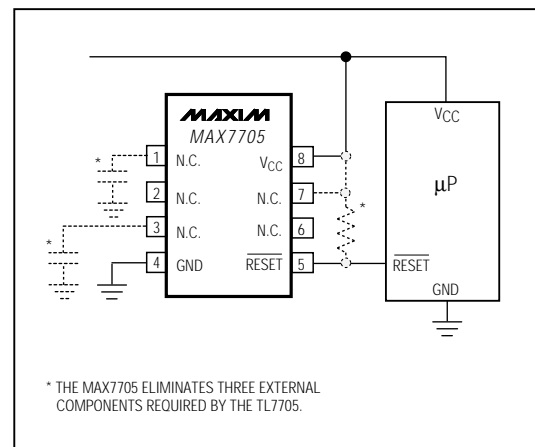 MAXIM
MAX7705
1 N.C. VCC 8
2 N.C. N.C. 7
3 N.C. N.C. 6
4 GND RESET 5
*
*
*
VCC
μP
RESET
GND
* THE MAX7705 ELIMINATES THREE EXTERNAL
COMPONENTS REQUIRED BY THE TL7705.